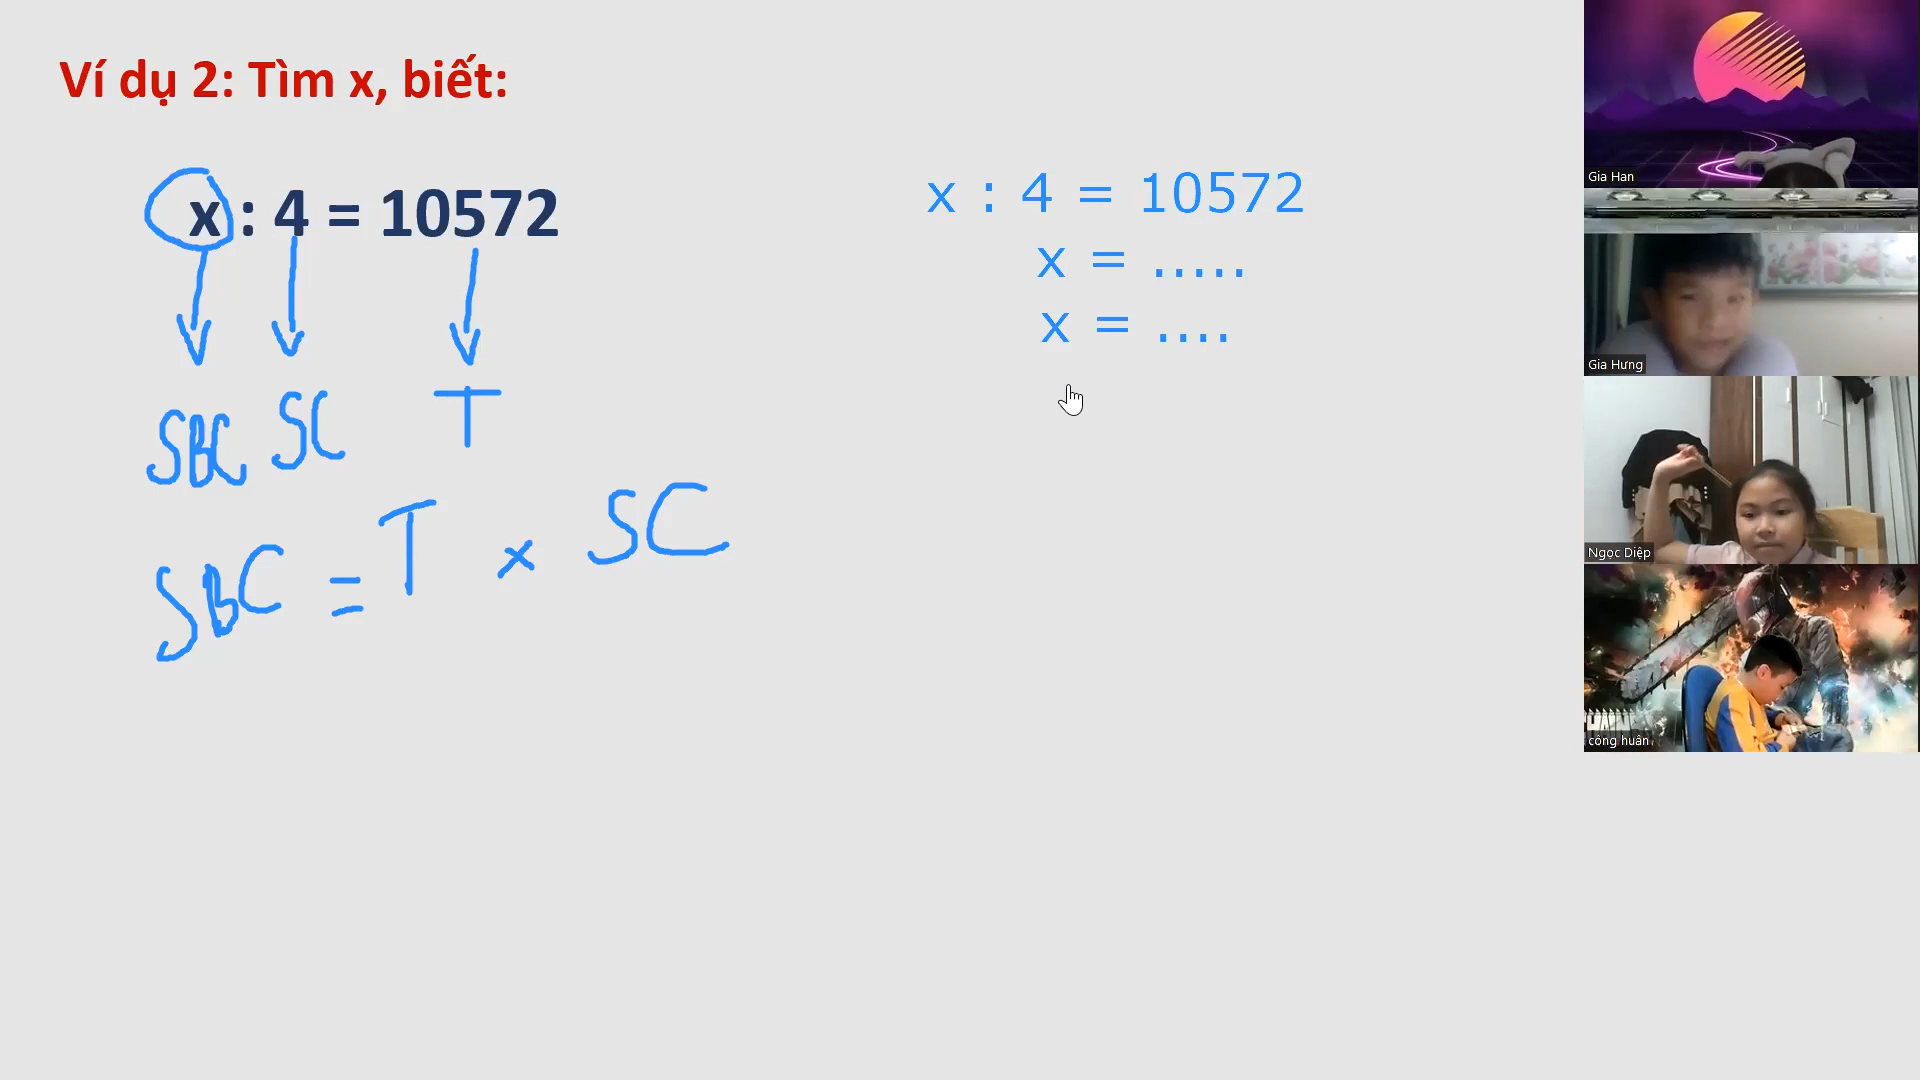 Ví dụ 2: Tìm x, biết:
x : 4 = 10572
SBC SC T
SBC = T x SC
x : 4 = 10572
x = .....
x = ....
Gia Han
Gia Hưng
Ngọc Diệp
công huân